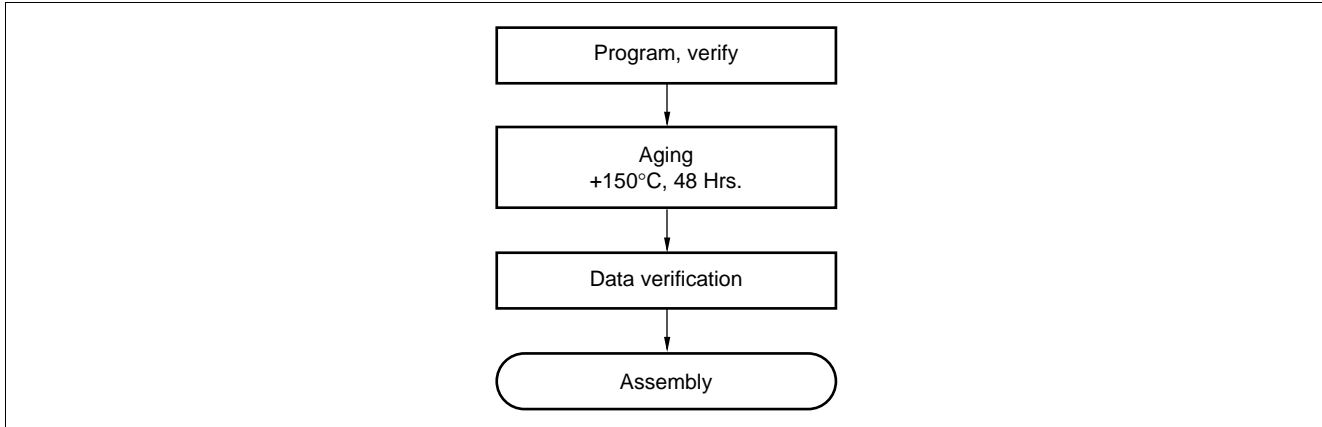 Program, verify
Aging
+150°C, 48 Hrs.
Data verification
Assembly